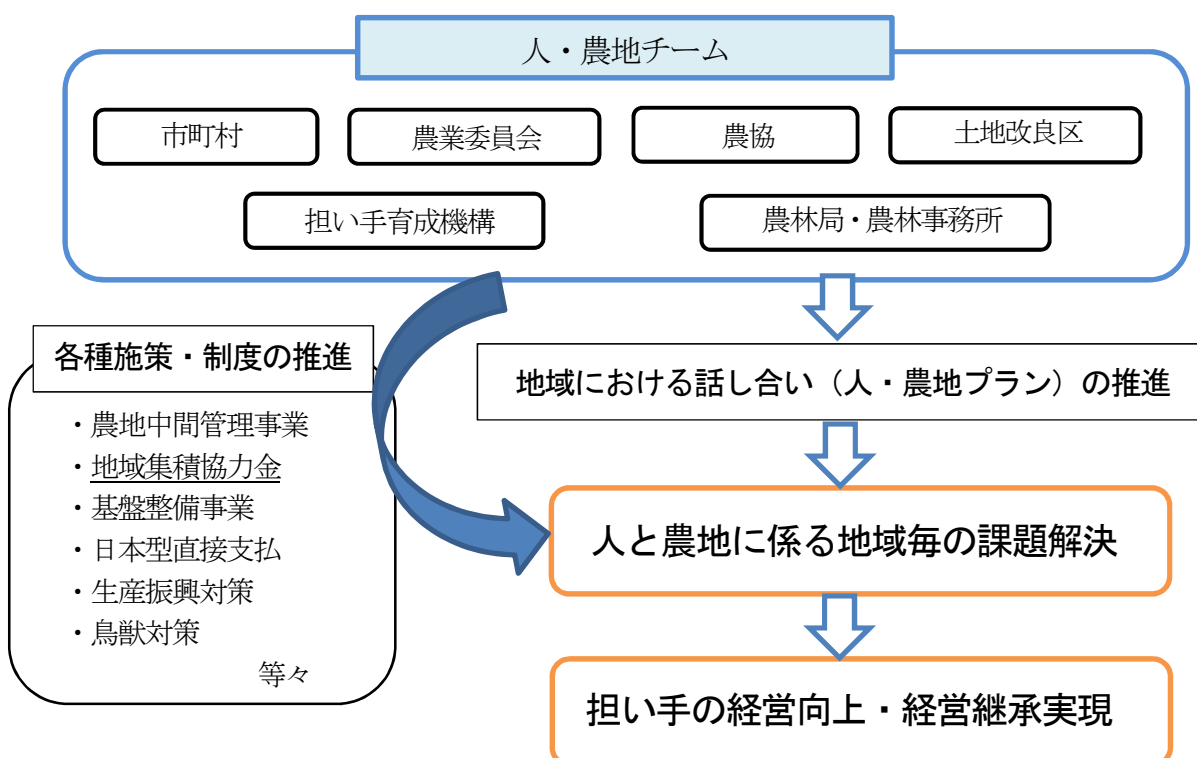 人・農地チーム
市町村
農業委員会
農協
土地改良区
担い手育成機構
農林局・農林事務所
各種施策・制度の推進
・農地中間管理事業
・地域集積協力金
・基盤整備事業
・日本型直接支払
・生産振興対策
・鳥獣対策
等々
地域における話し合い（人・農地プラン）の推進
人と農地に係る地域毎の課題解決
担い手の経営向上・経営継承実現